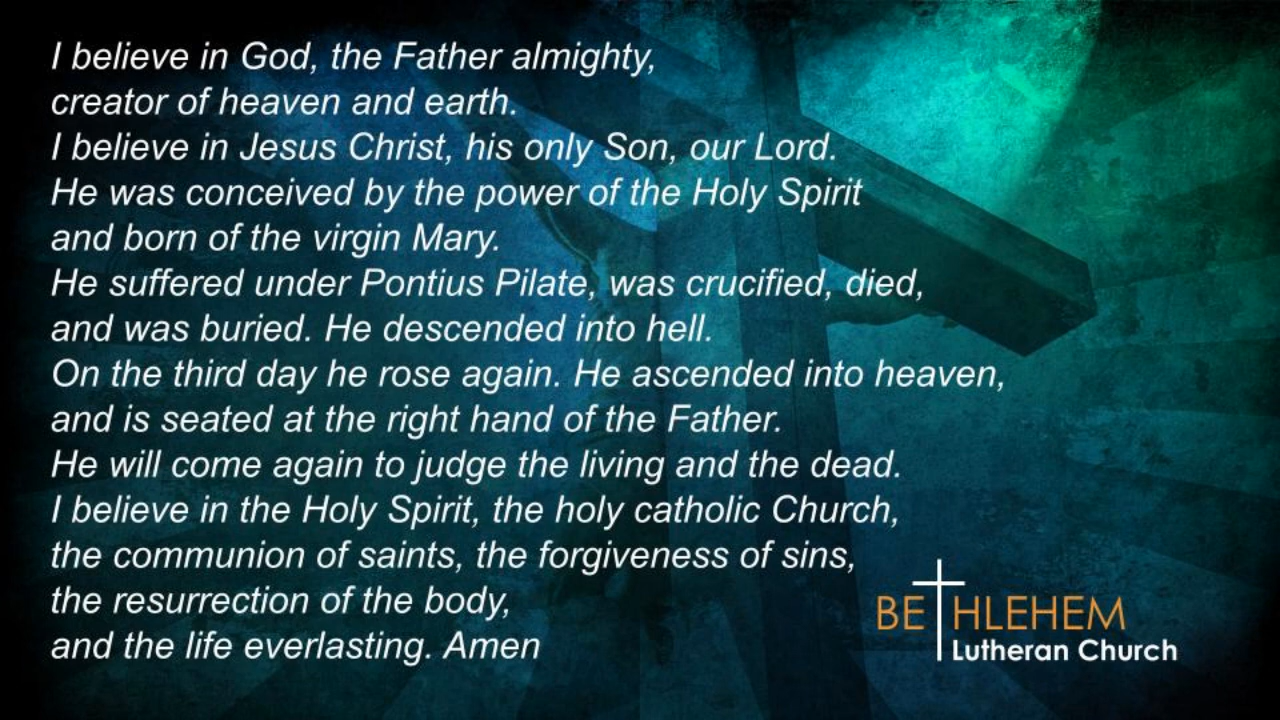 I believe in God, the Father almighty,
creator of heaven and earth.
I believe in Jesus Christ, his only Son, our Lord.
He was conceived by the power of the Holy Spirit
and born of the virgin Mary.
He suffered under Pontius Pilate, was crucified, died,
and was buried. He descended into hell.
On the third day he rose again. He ascended into heaven,
and is seated at the right hand of the Father.
He will come again to judge the living and the dead.
I believe in the Holy Spirit, the holy catholic Church,
the communion of saints, the forgiveness of sins,
the resurrection of the body,
and the life everlasting. Amen
BETHLEHEM
Lutheran Church